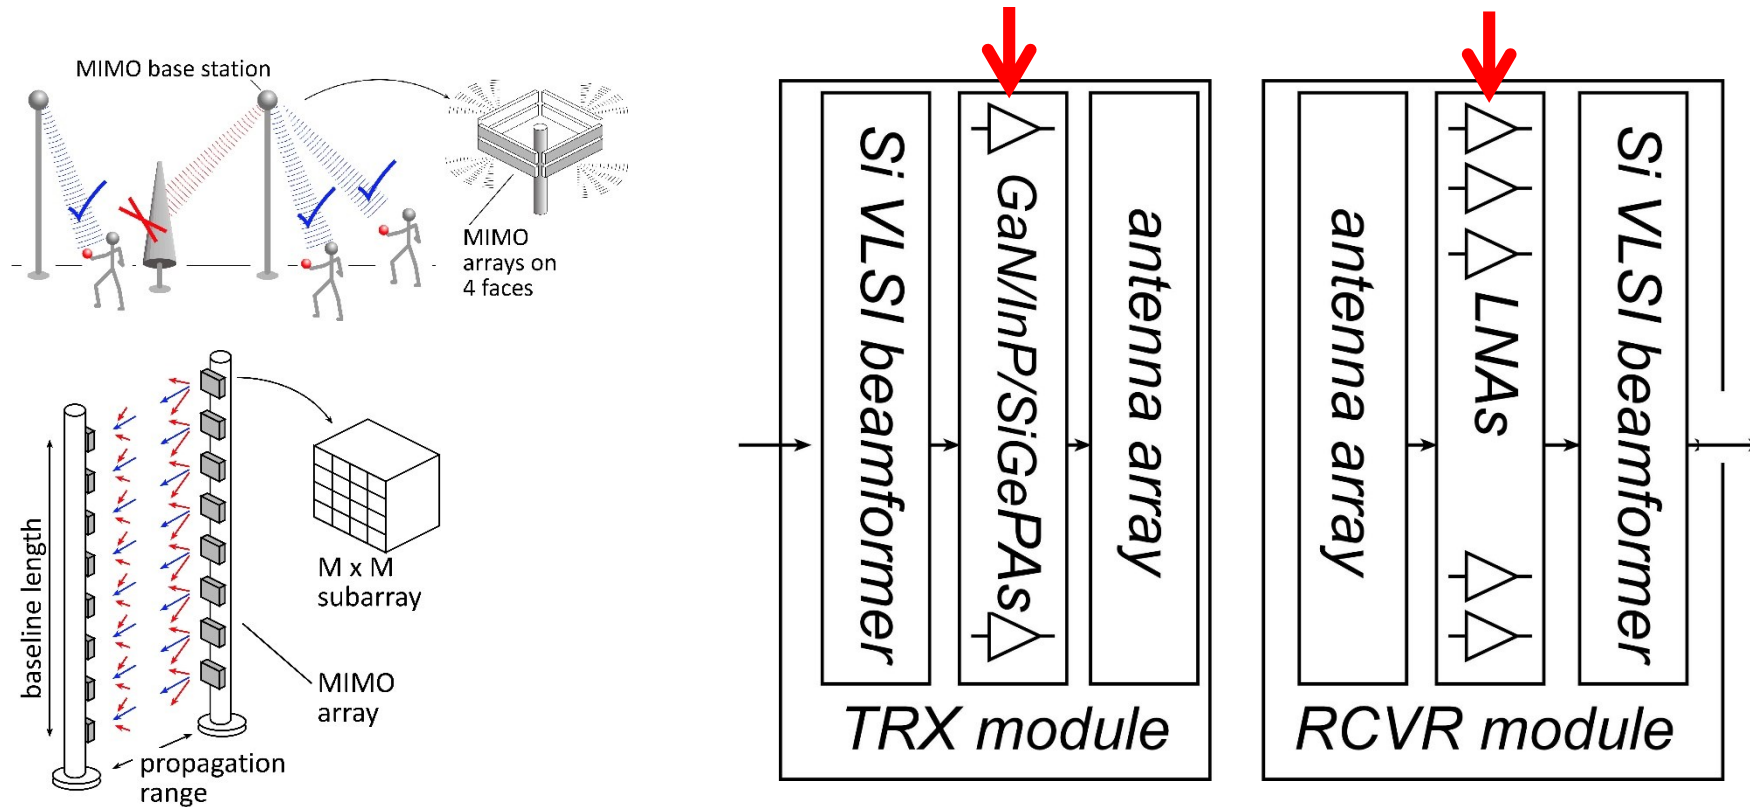 MIMO base station
MIMO
arrays on
4 faces
baseline length
M x M
subarray
MIMO
array
propagation
range
Si VLSI beamformer
GaN/InP/SiGePAs
antenna array
TRX module
antenna array
LNAs
Si VLSI beamformer
RCVR module